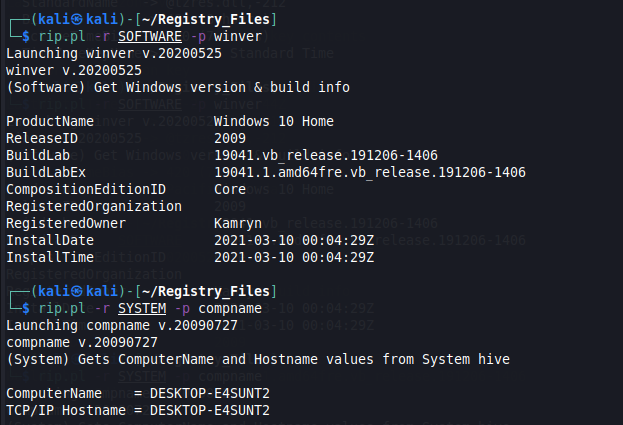 ┌──(kali㉿kali)-[~/Registry_Files]
└─$ rip.pl -r SOFTWARE -p winver
Launching winver v.20200525
winver v.20200525
(Software) Get Windows version & build info
ProductName Windows 10 Home
ReleaseID 2009
BuildLab 19041.vb_release.191206-1406
BuildLabEx 19041.1.amd64fre.vb_release.191206-1406
CompositionEditionID Core
RegisteredOrganization
RegisteredOwner Kamryn
InstallDate 2021-03-10 00:04:29Z
InstallTime 2021-03-10 00:04:29Z
┌──(kali㉿kali)-[~/Registry_Files]
└─$ rip.pl -r SYSTEM -p compname
Launching compname v.20090727
compname v.20090727
(System) Gets ComputerName and Hostname values from System hive
ComputerName = DESKTOP-E4SUNT2
TCP/IP Hostname = DESKTOP-E4SUNT2